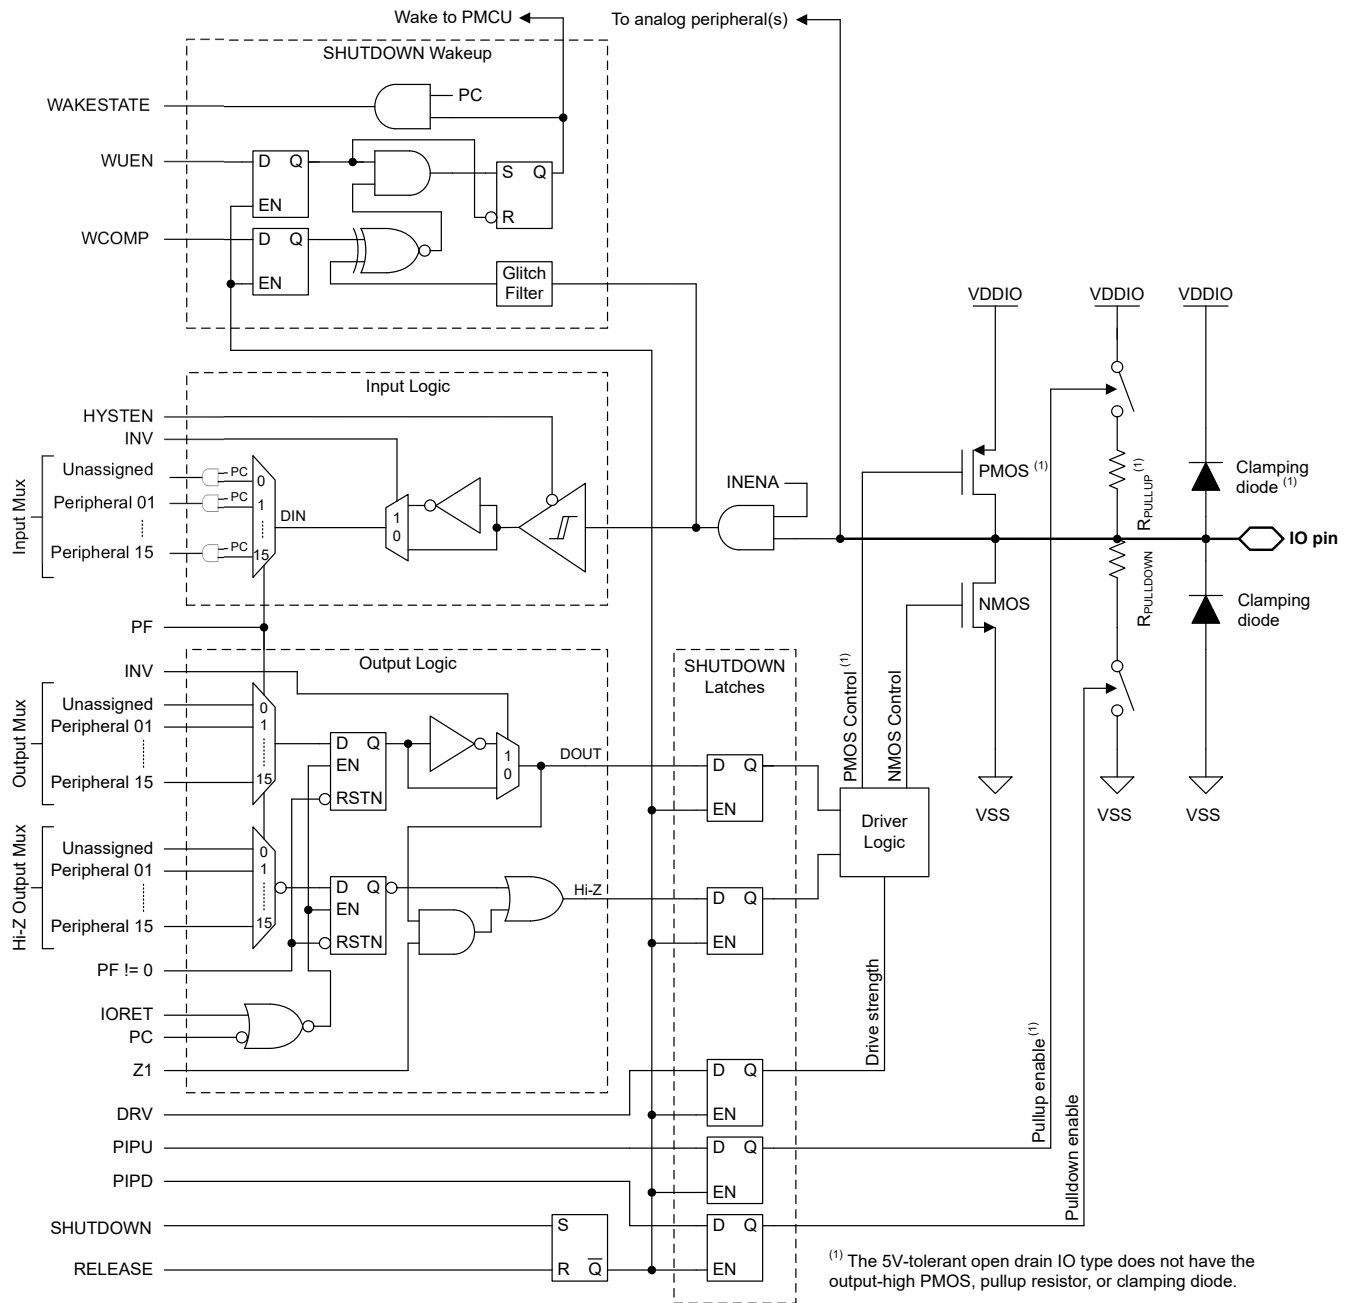 Wake to PMCU
To analog peripheral(s)
SHUTDOWN Wakeup
WAKESTATE
PC
WUEN
D Q
EN
S Q
R
WCOMP
D Q
EN
Glitch
Filter
VDDIO
VDDIO
VDDIO
Input Logic
HYSTEN
INV
Input Mux
Unassigned
PC
0
Peripheral 01
PC
1
Peripheral 15
PC
15
DIN
1
0
INENA
PMOS (1)
RPULLUP (1)
Clamping
diode (1)
IO pin
RPULLDOWN
NMOS
Clamping
diode
VSS
VSS
VSS
PF
Output Logic
INV
Output Mux
Unassigned
0
Peripheral 01
1
Peripheral 15
15
D Q
EN
RSTN
1
0
DOUT
Hi-Z Output Mux
Unassigned
0
Peripheral 01
1
Peripheral 15
15
D Q
EN
RSTN
Hi-Z
PF != 0
IORET
PC
Z1
SHUTDOWN
Latches
D Q
EN
D Q
EN
PMOS Control (1)
NMOS Control
Driver
Logic
Drive strength
DRV
D Q
EN
PIPU
D Q
EN
PIPD
D Q
EN
Pullup enable (1)
Pulldown enable
SHUTDOWN
S
RELEASE
R Q
(1) The 5V-tolerant open drain IO type does not have the
output-high PMOS, pullup resistor, or clamping diode.